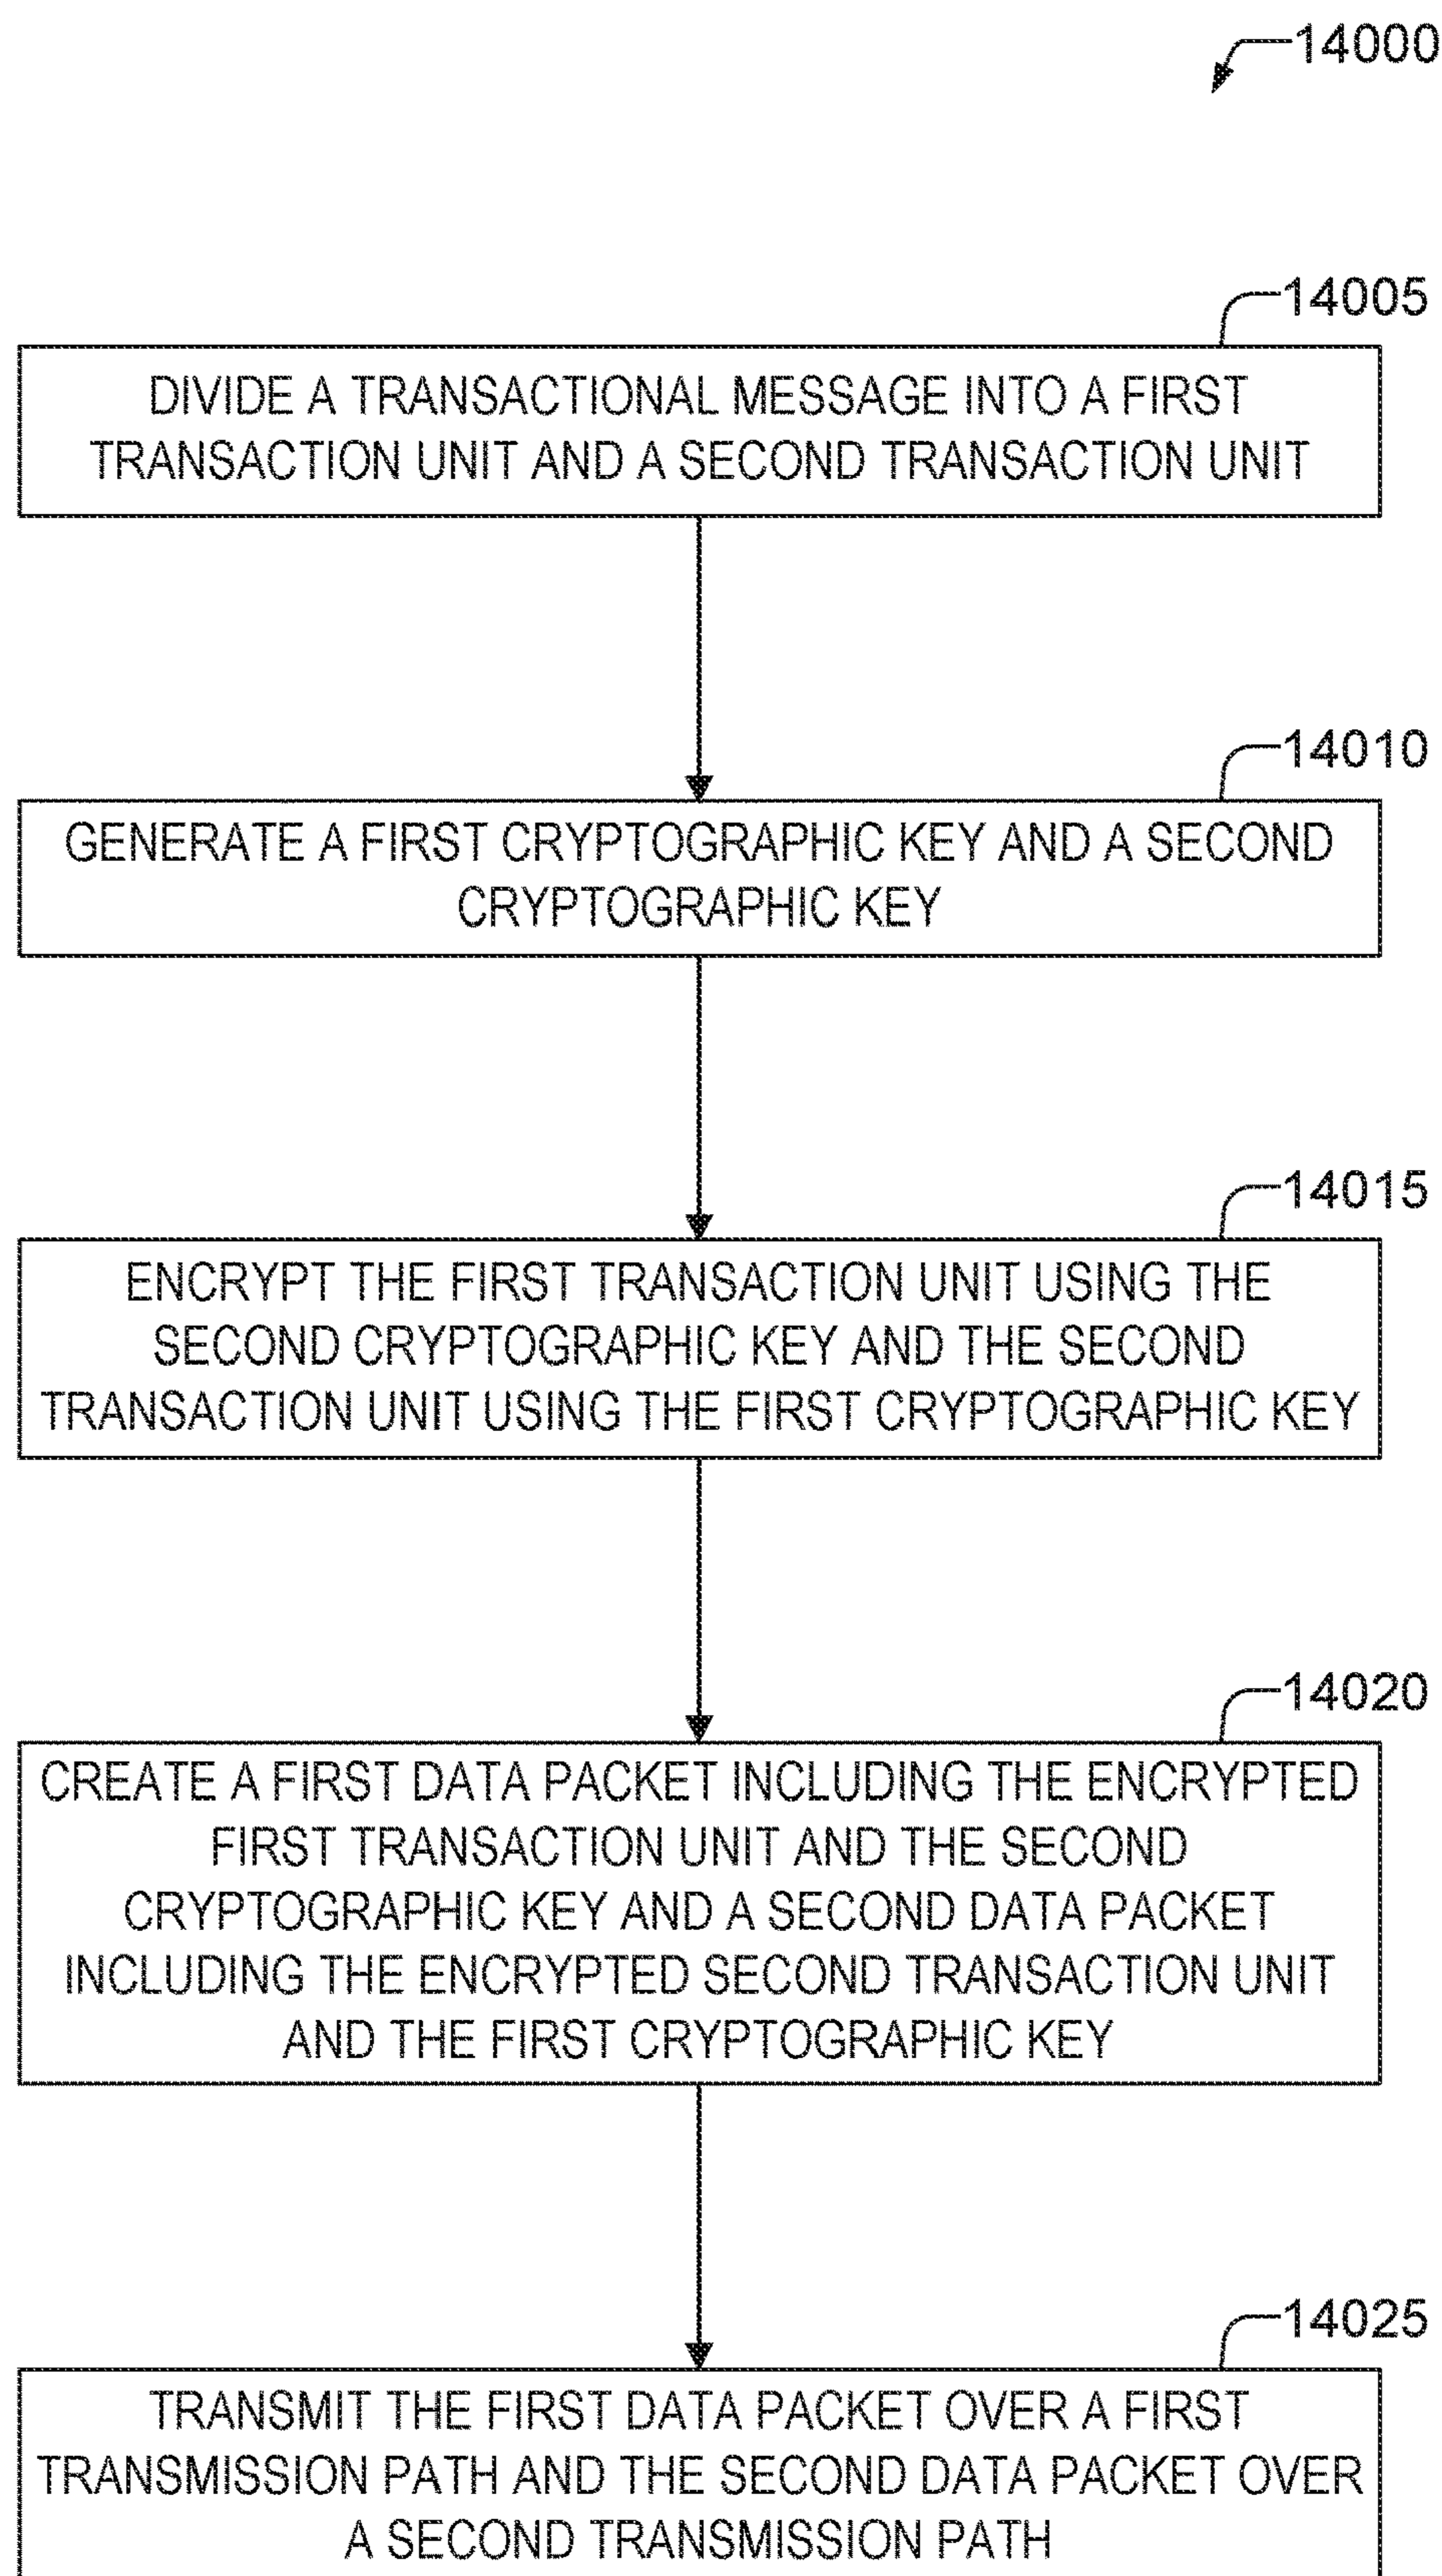 14000
14005
DIVIDE A TRANSACTIONAL MESSAGE INTO A FIRST
TRANSACTION UNIT AND A SECOND TRANSACTION UNIT
14010
GENERATE A FIRST CRYPTOGRAPHIC KEY AND A SECOND
CRYPTOGRAPHIC KEY
14015
ENCRYPT THE FIRST TRANSACTION UNIT USING THE
SECOND CRYPTOGRAPHIC KEY AND THE SECOND
TRANSACTION UNIT USING THE FIRST CRYPTOGRAPHIC KEY
14020
CREATE A FIRST DATA PACKET INCLUDING THE ENCRYPTED
FIRST TRANSACTION UNIT AND THE SECOND
CRYPTOGRAPHIC KEY AND A SECOND DATA PACKET
INCLUDING THE ENCRYPTED SECOND TRANSACTION UNIT
AND THE FIRST CRYPTOGRAPHIC KEY
14025
TRANSMIT THE FIRST DATA PACKET OVER A FIRST
TRANSMISSION PATH AND THE SECOND DATA PACKET OVER
A SECOND TRANSMISSION PATH